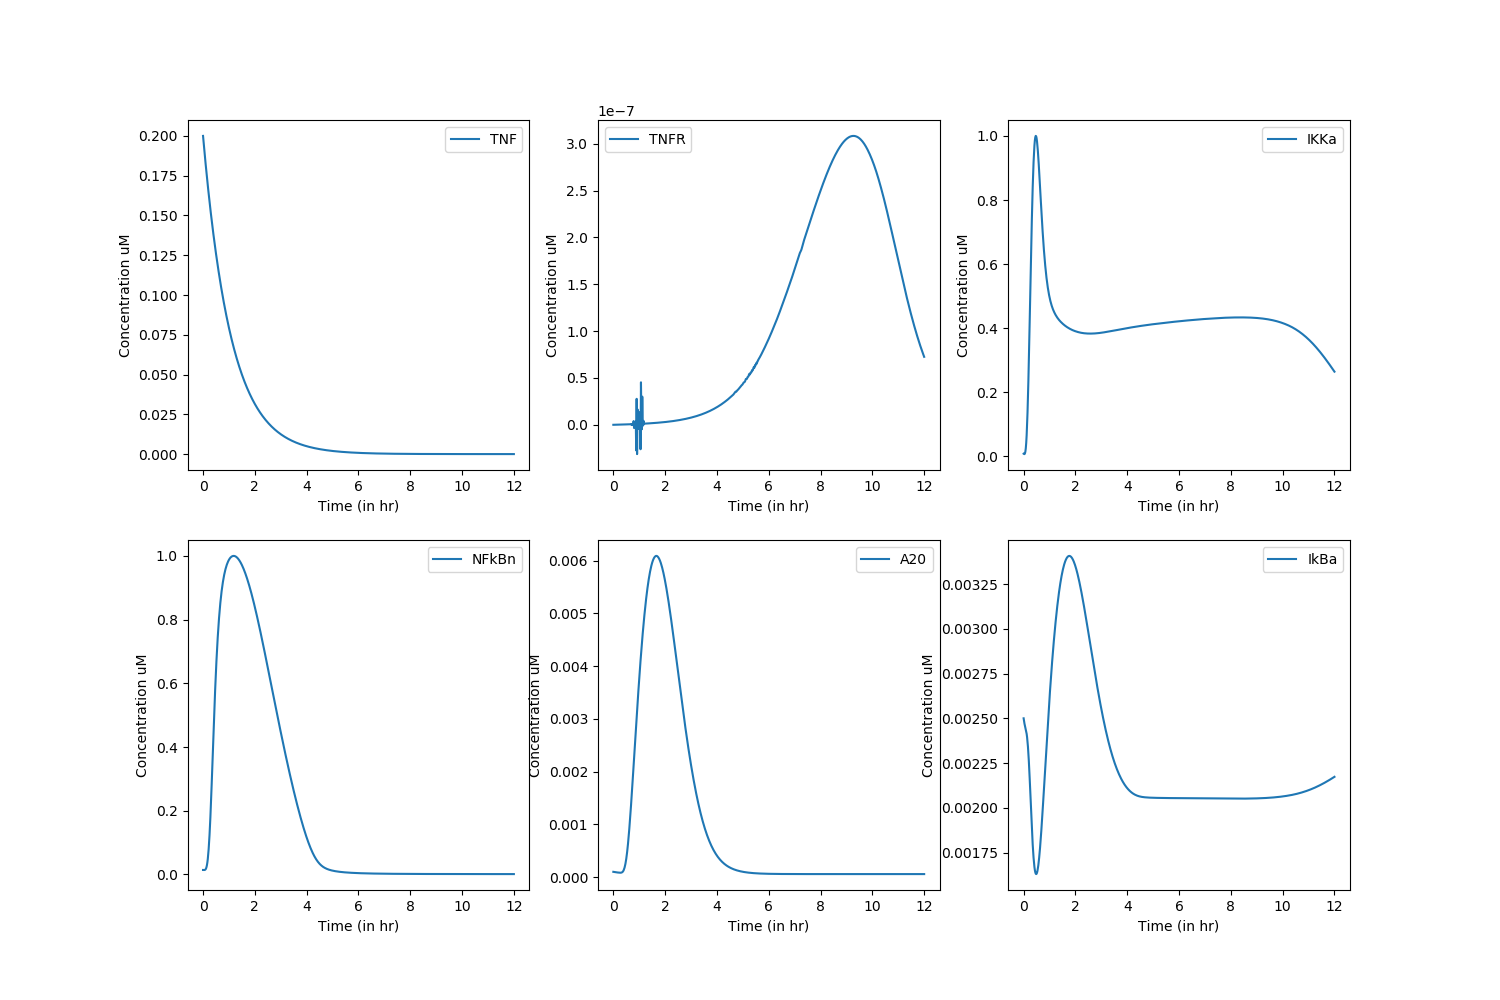 TNF
0.200
0.175
0.150
0.125
0.100
0.075
0.050
0.025
0.000
Concentration uM
0 2 4 6 8 10 12
Time (in hr)
1e−7
TNFR
3.0
2.5
2.0
1.5
1.0
0.5
0.0
Concentration uM
0 2 4 6 8 10 12
Time (in hr)
IKKa
1.0
0.8
0.6
0.4
0.2
0.0
Concentration uM
0 2 4 6 8 10 12
Time (in hr)
NFkBn
1.0
0.8
0.6
0.4
0.2
0.0
Concentration uM
0 2 4 6 8 10 12
Time (in hr)
A20
0.006
0.005
0.004
0.003
0.002
0.001
0.000
Concentration uM
0 2 4 6 8 10 12
Time (in hr)
IkBa
0.00325
0.00300
0.00275
0.00250
0.00225
0.00200
0.00175
Concentration uM
0 2 4 6 8 10 12
Time (in hr)